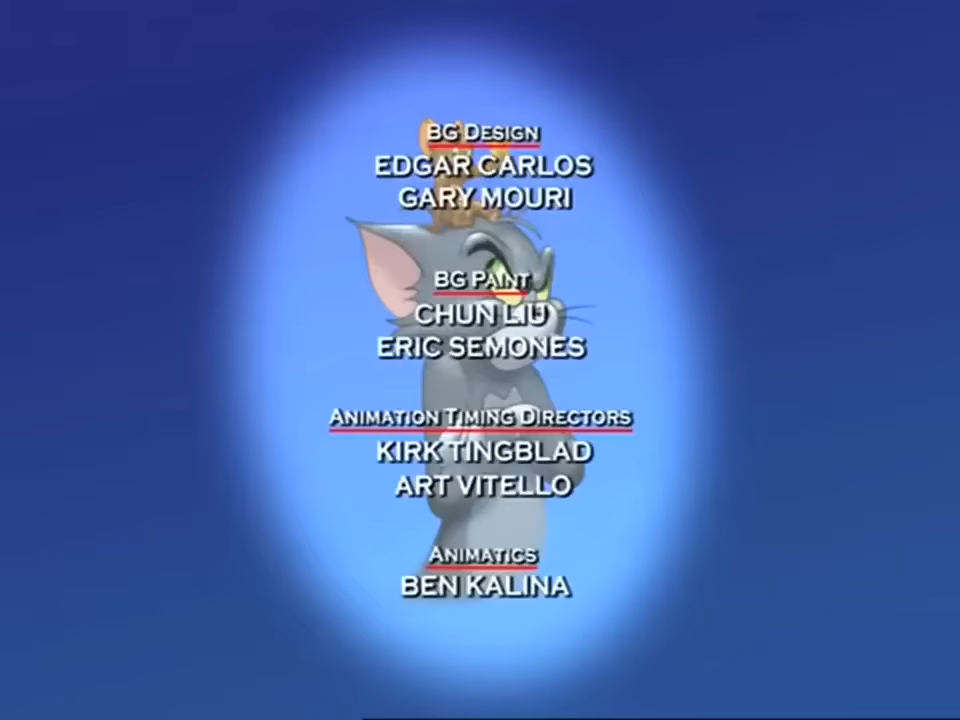 BG DESIGN
EDGAR CARLOS
GARY MOURI
BG PAINT
CHUN LIU
ERIC SEMONES
ANIMATION TIMING DIRECTORS
KIRK TINGBLAD
ART VITELLO
ANIMATICS
BEN KALINA